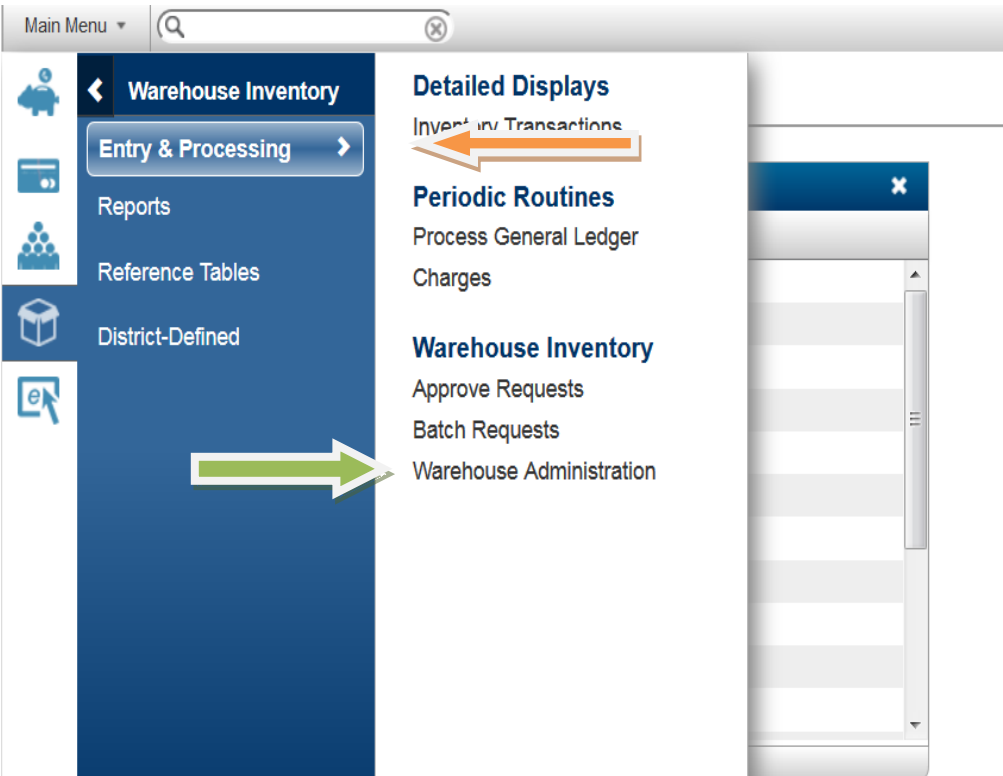 Main Menu
Warehouse Inventory
Entry & Processing
Reports
Reference Tables
District-Defined
Detailed Displays
Inventory Transactions
Periodic Routines
Process General Ledger
Charges
Warehouse Inventory
Approve Requests
Batch Requests
Warehouse Administration
e